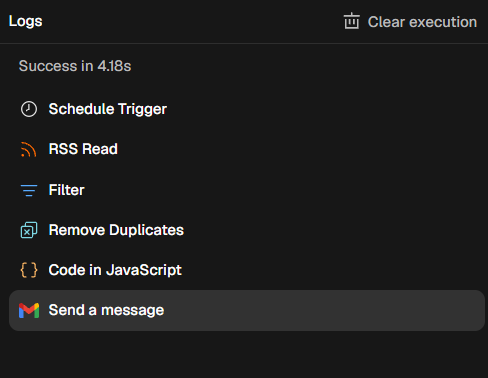 Logs
Clear execution
Success in 4.18s
Schedule Trigger
RSS Read
Filter
Remove Duplicates
Code in JavaScript
Send a message